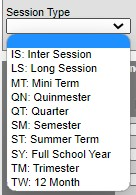 Session Type
IS: Inter Session
LS: Long Session
MT: Mini Term
QN: Quinmester
QT: Quarter
SM: Semester
ST: Summer Term
SY: Full School Year
TM: Trimester
TW: 12 Month